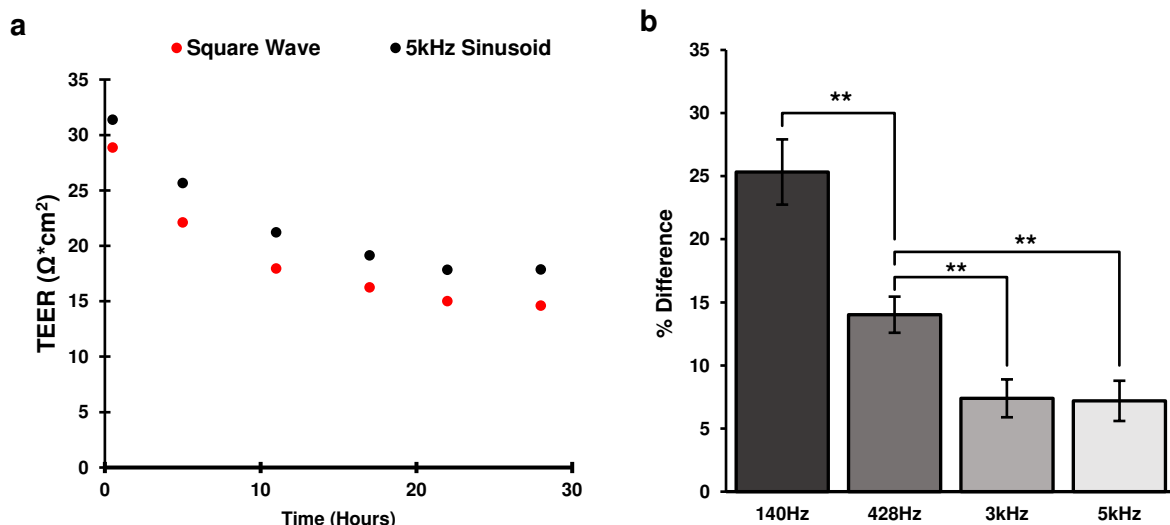 a
Square Wave
5kHz Sinusoid
TEER (Ω*cm²)
35
30
25
20
15
10
5
0
0
10
20
30
Time (Hours)
b
% Difference
35
30
25
20
15
10
5
0
**
**
**
140Hz
428Hz
3kHz
5kHz